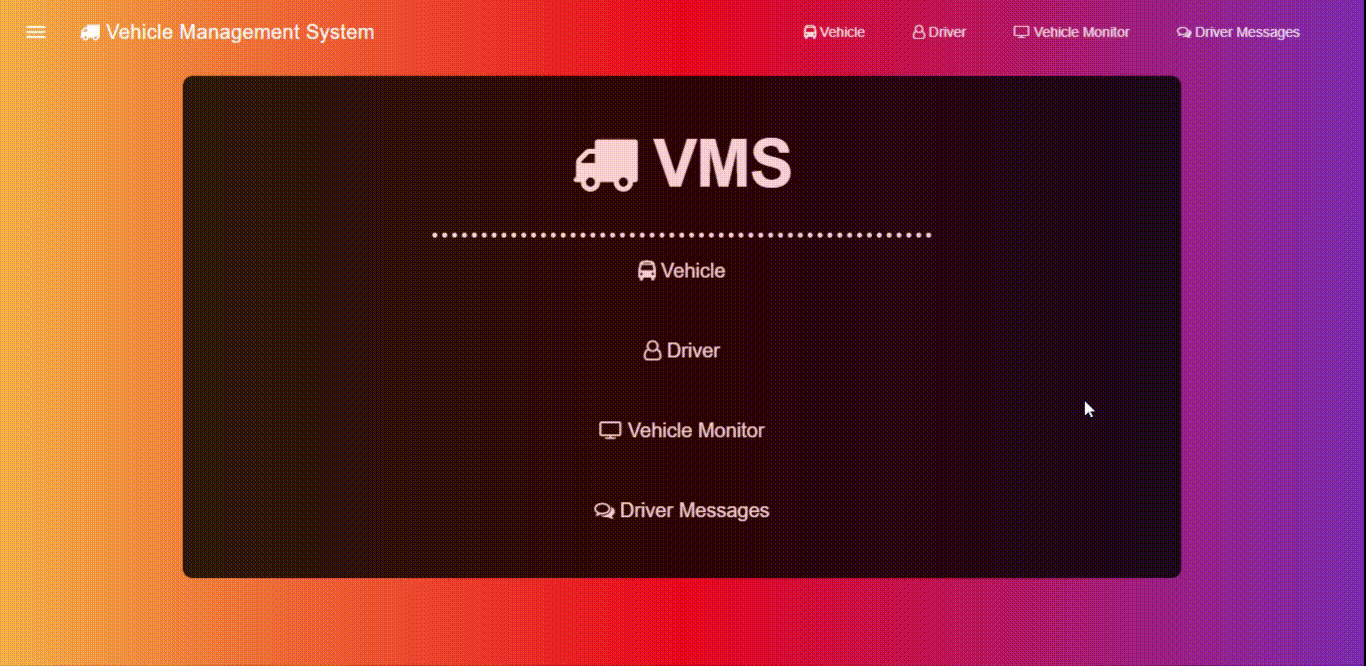 Vehicle Management System Vehicle Driver Vehicle Monitor Driver Messages
VMS
Vehicle
Driver
Vehicle Monitor
Driver Messages